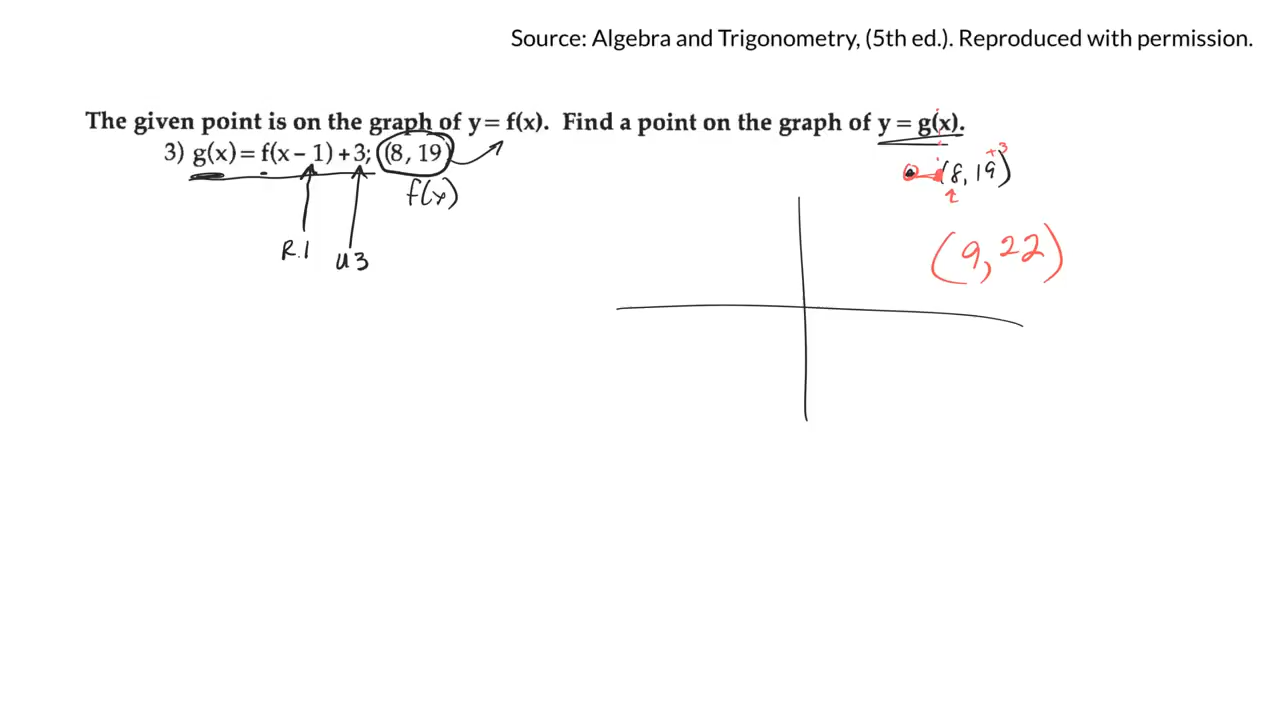 Source: Algebra and Trigonometry, (5th ed.). Reproduced with permission.
The given point is on the graph of y = f(x). Find a point on the graph of y = g(x).
3) g(x) = f(x − 1) + 3; (8, 19)
+3
(8, 19)
f(x)
R.1
U3
(9, 22)